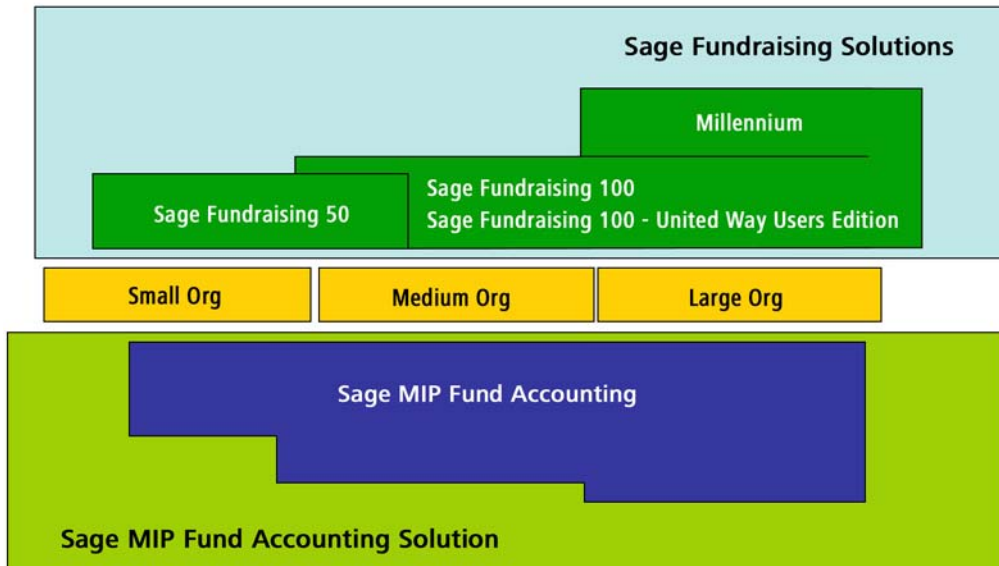 Sage Fundraising Solutions
Millennium
Sage Fundraising 100
Sage Fundraising 50
Sage Fundraising 100 - United Way Users Edition
Small Org
Medium Org
Large Org
Sage MIP Fund Accounting
Sage MIP Fund Accounting Solution